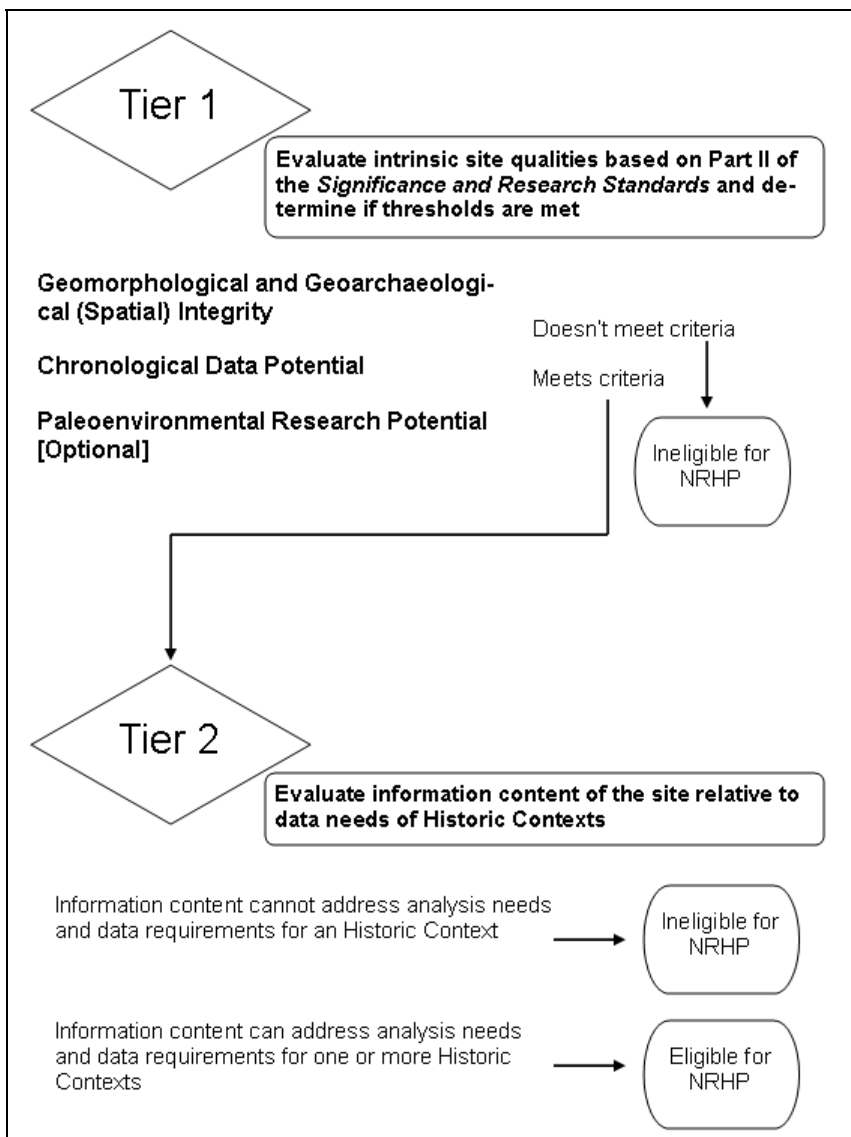 Tier 1
Evaluate intrinsic site qualities based on Part II of
the Significance and Research Standards and de-
termine if thresholds are met
Geomorphological and Geoarchaeologi-
cal (Spatial) Integrity
Chronological Data Potential
Paleoenvironmental Research Potential
[Optional]
Doesn't meet criteria
Meets criteria
Ineligible for
NRHP
Tier 2
Evaluate information content of the site relative to
data needs of Historic Contexts
Information content cannot address analysis needs
and data requirements for an Historic Context
Ineligible for
NRHP
Information content can address analysis needs
and data requirements for one or more Historic
Contexts
Eligible for
NRHP